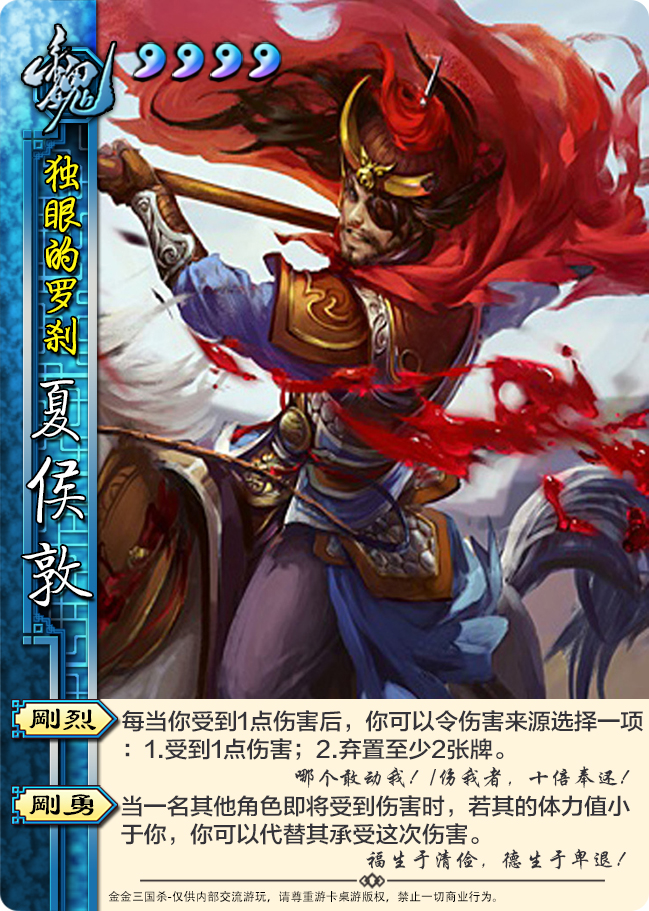 魏
独眼的罗刹
夏侯敦
剛烈
每当你受到1点伤害后，你可以令伤害来源选择一项
：1.受到1点伤害；2.弃置至少2张牌。
哪个敢动我！/伤我者，十倍奉还！
剛勇
当一名其他角色即将受到伤害时，若其的体力值小
于你，你可以代替其承受这次伤害。
福生于清俭，德生于卑退！
金金三国杀-仅供内部交流游玩，请尊重游卡桌游版权，禁止一切商业行为。